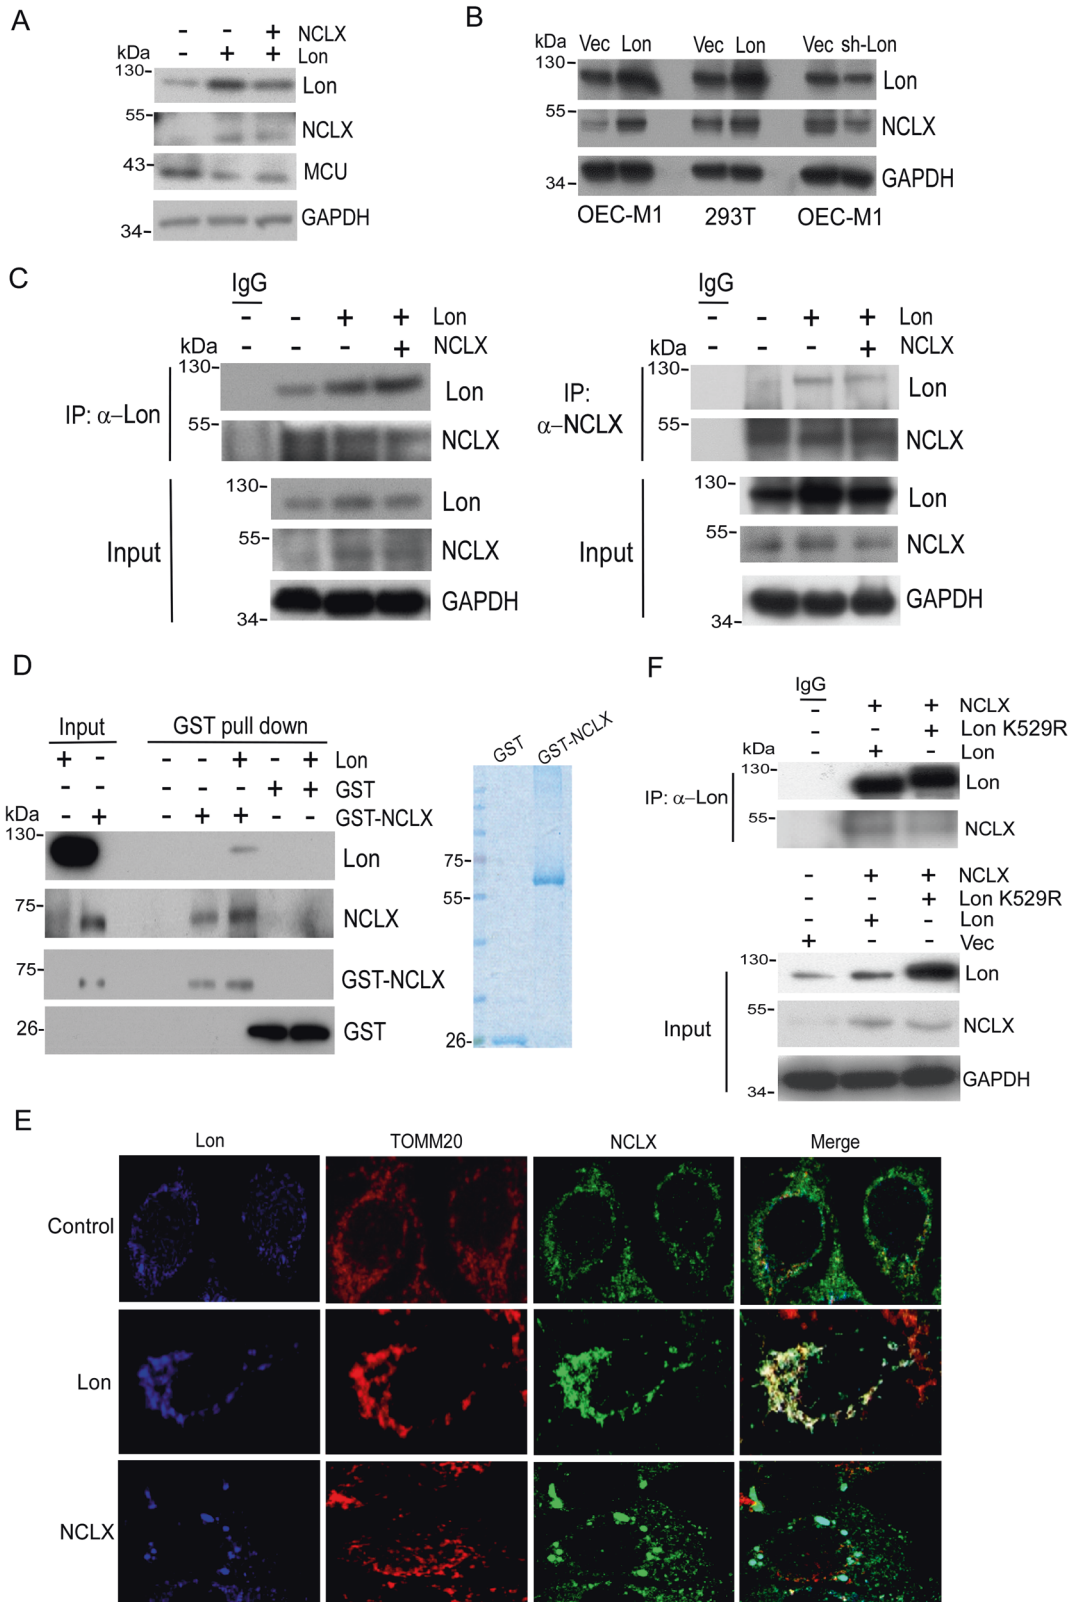 A
- - + NCLX
kDa - + + Lon
130-
Lon
55-
NCLX
43-
MCU
GAPDH
34-
B
kDa Vec Lon Vec Lon Vec sh-Lon
130-
Lon
55-
NCLX
34-
GAPDH
OEC-M1 293T OEC-M1
C
IgG
- - + + Lon
- - - + NCLX
kDa
130-
IP: α-Lon
Lon
55-
NCLX
130-
Lon
55-
Input
NCLX
GAPDH
34-
IgG
- - + + Lon
- - - + NCLX
kDa
130-
IP:
α-NCLX
Lon
55-
NCLX
130-
Lon
55-
Input
NCLX
GAPDH
34-
D
Input GST pull down
+ - - - + - + Lon
- - - - - + + GST
kDa - + - + + - - GST-NCLX
130-
Lon
75-
NCLX
75-
GST-NCLX
26-
GST
GST GST-NCLX
75-
55-
26-
F
IgG
- + + NCLX
- - + Lon K529R
kDa - + - Lon
130-
IP: α-Lon
Lon
55-
NCLX
- + + NCLX
- - + Lon K529R
- + - Lon
+ - - Vec
130-
Lon
55-
Input
NCLX
GAPDH
34-
E
Lon TOMM20 NCLX Merge
Control
Lon
NCLX